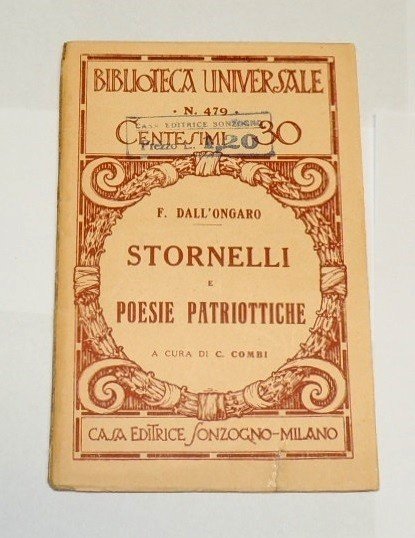 BIBLIOTECA UNIVERSALE
· N. 479 ·
CASA EDITRICE SONZOGNO
CENTESIMI 30
Prezzo L. 1,20
F. DALL'ONGARO
STORNELLI
E
POESIE PATRIOTTICHE
A CURA DI C. COMBI
CASA EDITRICE SONZOGNO-MILANO